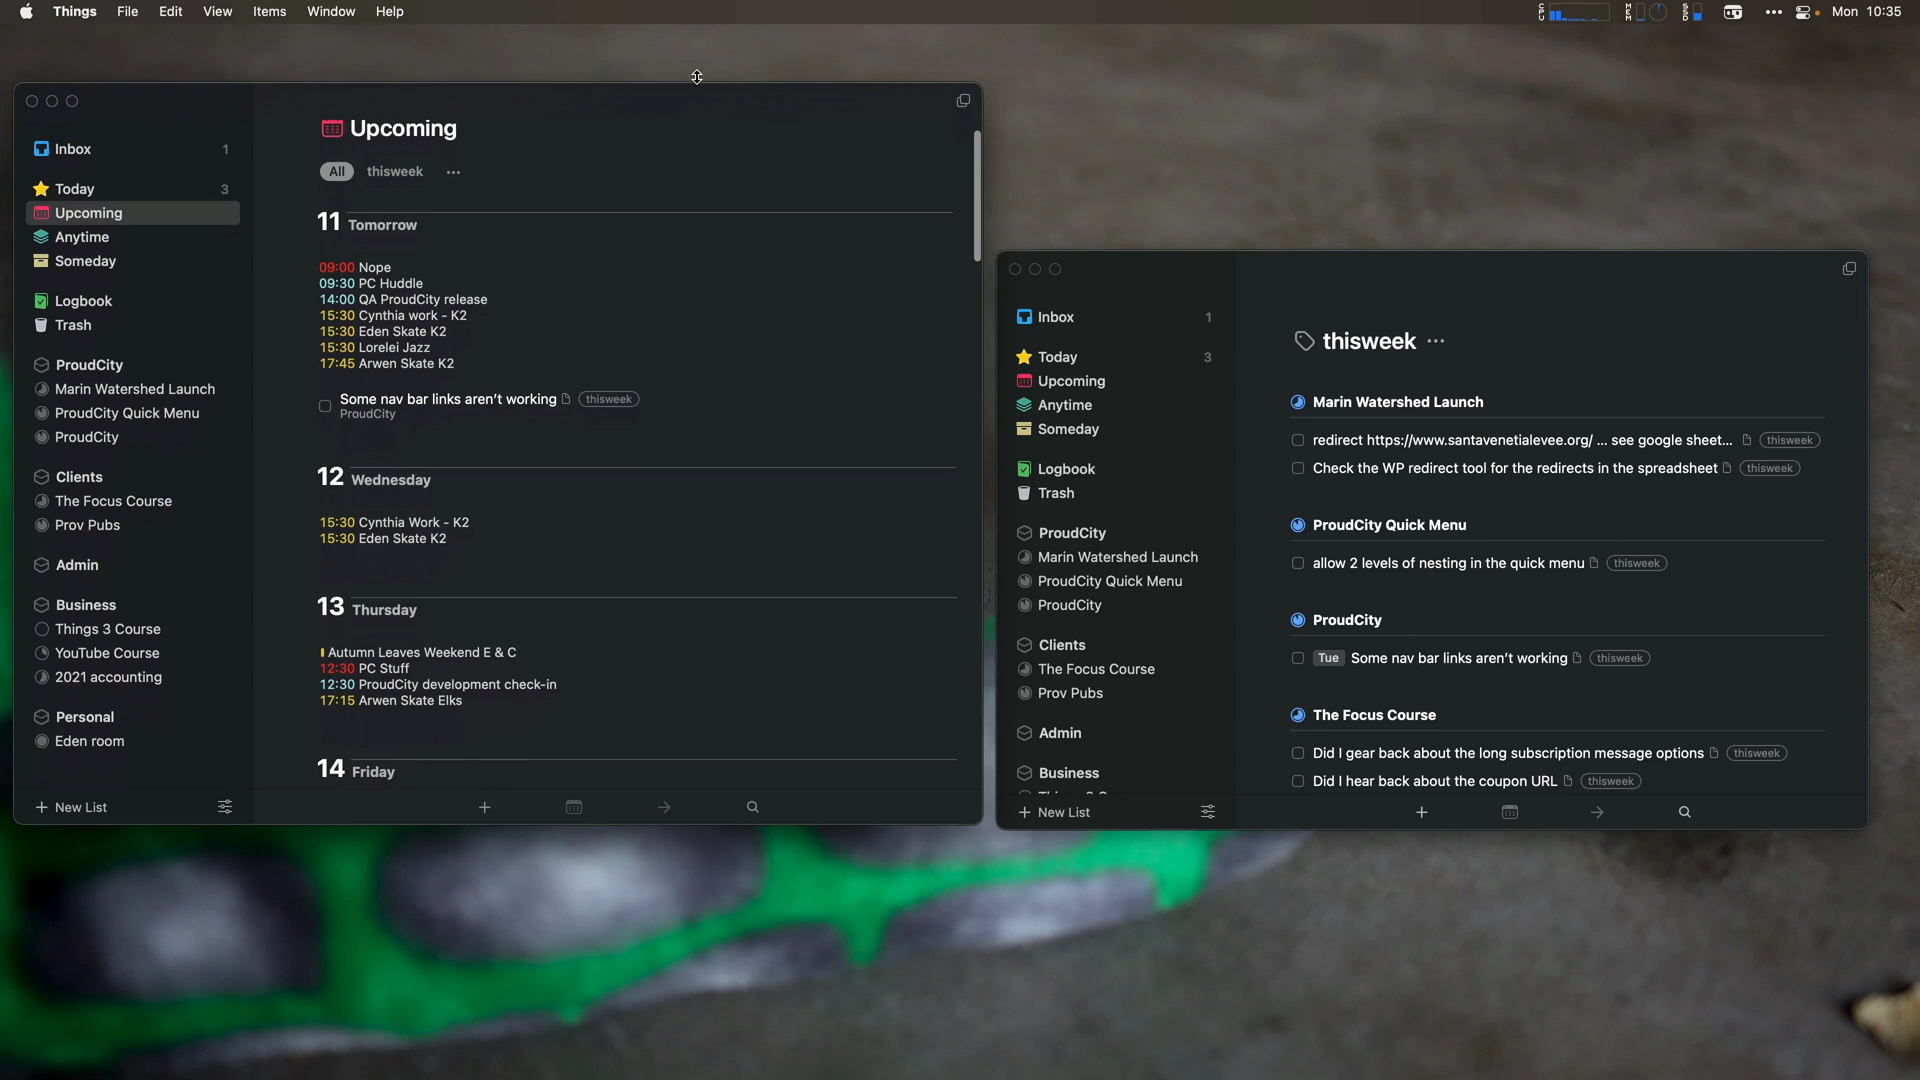 Things File Edit View Items Window Help
CPU MEM SSD ••• Mon 10:35
Inbox 1
Today 3
Upcoming
Anytime
Someday
Logbook
Trash
ProudCity
Marin Watershed Launch
ProudCity Quick Menu
ProudCity
Clients
The Focus Course
Prov Pubs
Admin
Business
Things 3 Course
YouTube Course
2021 accounting
Personal
Eden room
+ New List
Upcoming
All thisweek •••
11 Tomorrow
09:00 Nope
09:30 PC Huddle
14:00 QA ProudCity release
15:30 Cynthia work - K2
15:30 Eden Skate K2
15:30 Lorelei Jazz
17:45 Arwen Skate K2
Some nav bar links aren't working thisweek
ProudCity
12 Wednesday
15:30 Cynthia Work - K2
15:30 Eden Skate K2
13 Thursday
Autumn Leaves Weekend E & C
12:30 PC Stuff
12:30 ProudCity development check-in
17:15 Arwen Skate Elks
14 Friday
Inbox 1
Today 3
Upcoming
Anytime
Someday
Logbook
Trash
ProudCity
Marin Watershed Launch
ProudCity Quick Menu
ProudCity
Clients
The Focus Course
Prov Pubs
Admin
Business
+ New List
thisweek •••
Marin Watershed Launch
redirect https://www.santavenetialevee.org/ ... see google sheet... thisweek
Check the WP redirect tool for the redirects in the spreadsheet thisweek
ProudCity Quick Menu
allow 2 levels of nesting in the quick menu thisweek
ProudCity
Tue Some nav bar links aren't working thisweek
The Focus Course
Did I gear back about the long subscription message options thisweek
Did I hear back about the coupon URL thisweek